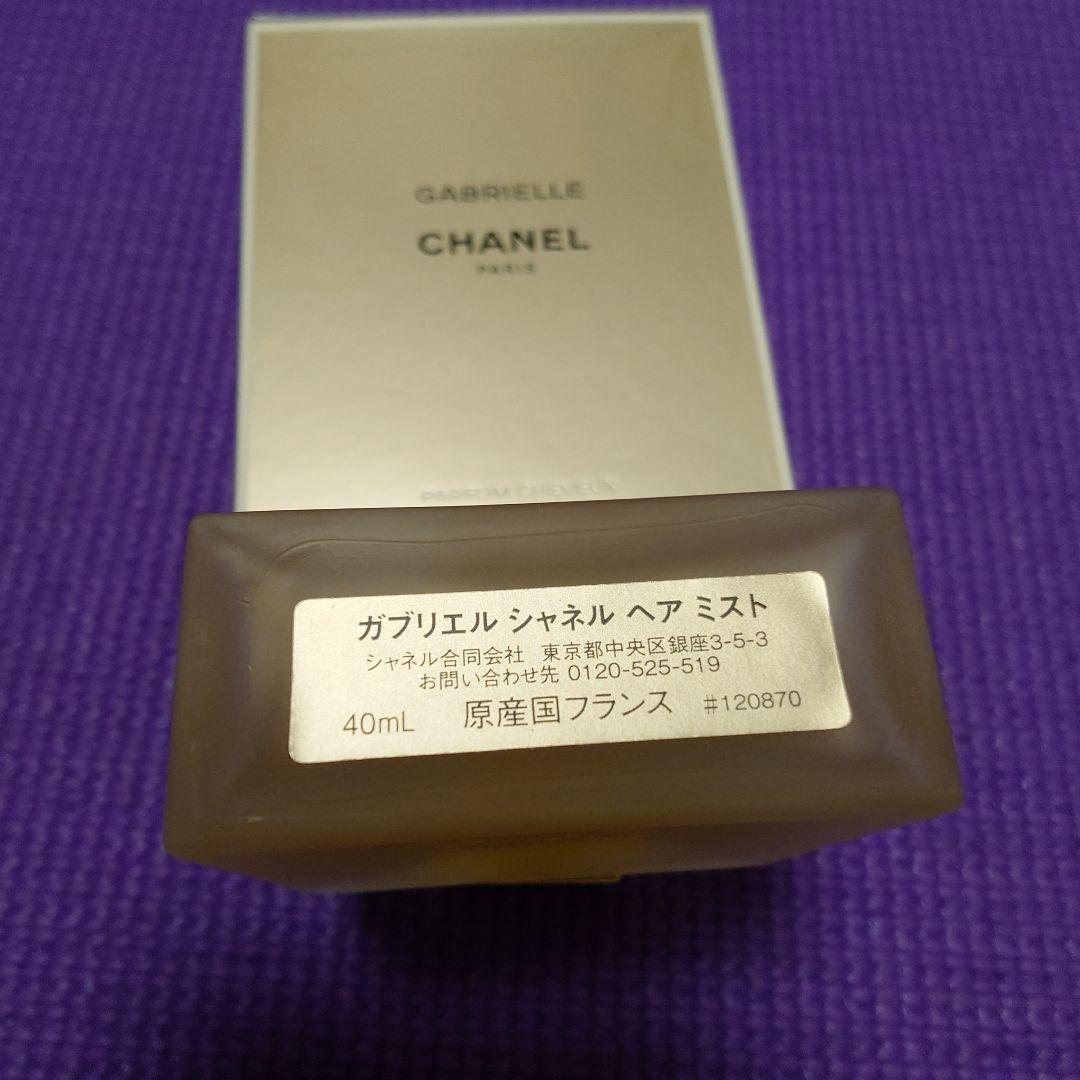 GABRIELLE
CHANEL
PARIS
PARFUM CHEVEUX
ガブリエル シャネル ヘア ミスト
シャネル合同会社 東京都中央区銀座3-5-3
お問い合わせ先 0120-525-519
40mL 原産国フランス #120870